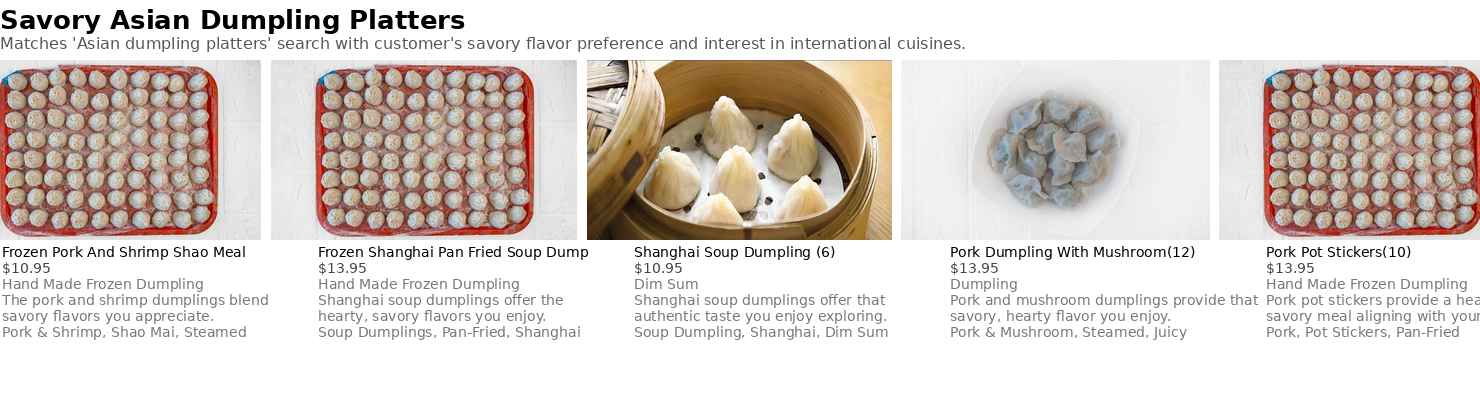 Savory Asian Dumpling Platters
Matches 'Asian dumpling platters' search with customer's savory flavor preference and interest in international cuisines.
Frozen Pork And Shrimp Shao Meal
$10.95
Hand Made Frozen Dumpling
The pork and shrimp dumplings blend
savory flavors you appreciate.
Pork & Shrimp, Shao Mai, Steamed
Frozen Shanghai Pan Fried Soup Dump
$13.95
Hand Made Frozen Dumpling
Shanghai soup dumplings offer the
hearty, savory flavors you enjoy.
Soup Dumplings, Pan-Fried, Shanghai
Shanghai Soup Dumpling (6)
$10.95
Dim Sum
Shanghai soup dumplings offer that
authentic taste you enjoy exploring.
Soup Dumpling, Shanghai, Dim Sum
Pork Dumpling With Mushroom(12)
$13.95
Dumpling
Pork and mushroom dumplings provide that
savory, hearty flavor you enjoy.
Pork & Mushroom, Steamed, Juicy
Pork Pot Stickers(10)
$13.95
Hand Made Frozen Dumpling
Pork pot stickers provide a hea
savory meal aligning with your
Pork, Pot Stickers, Pan-Fried